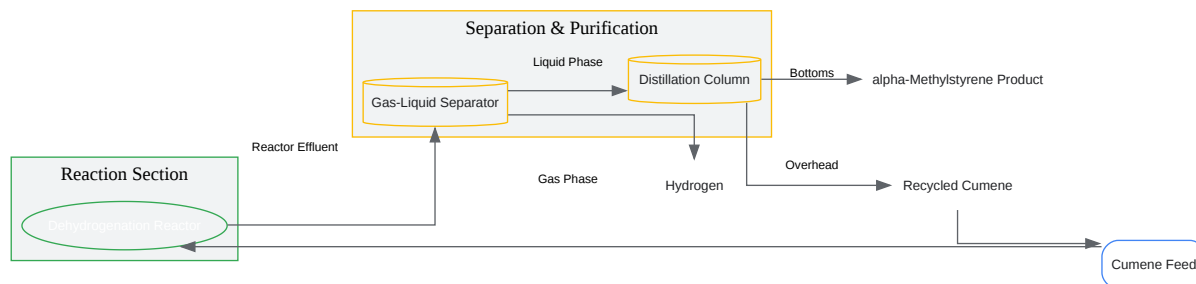 Separation & Purification
Liquid Phase
Distillation Column
Bottoms
alpha-Methylstyrene Product
Gas-Liquid Separator
Reactor Effluent
Overhead
Reaction Section
Gas Phase
Hydrogen
Recycled Cumene
Dehydrogenation Reactor
Cumene Feed